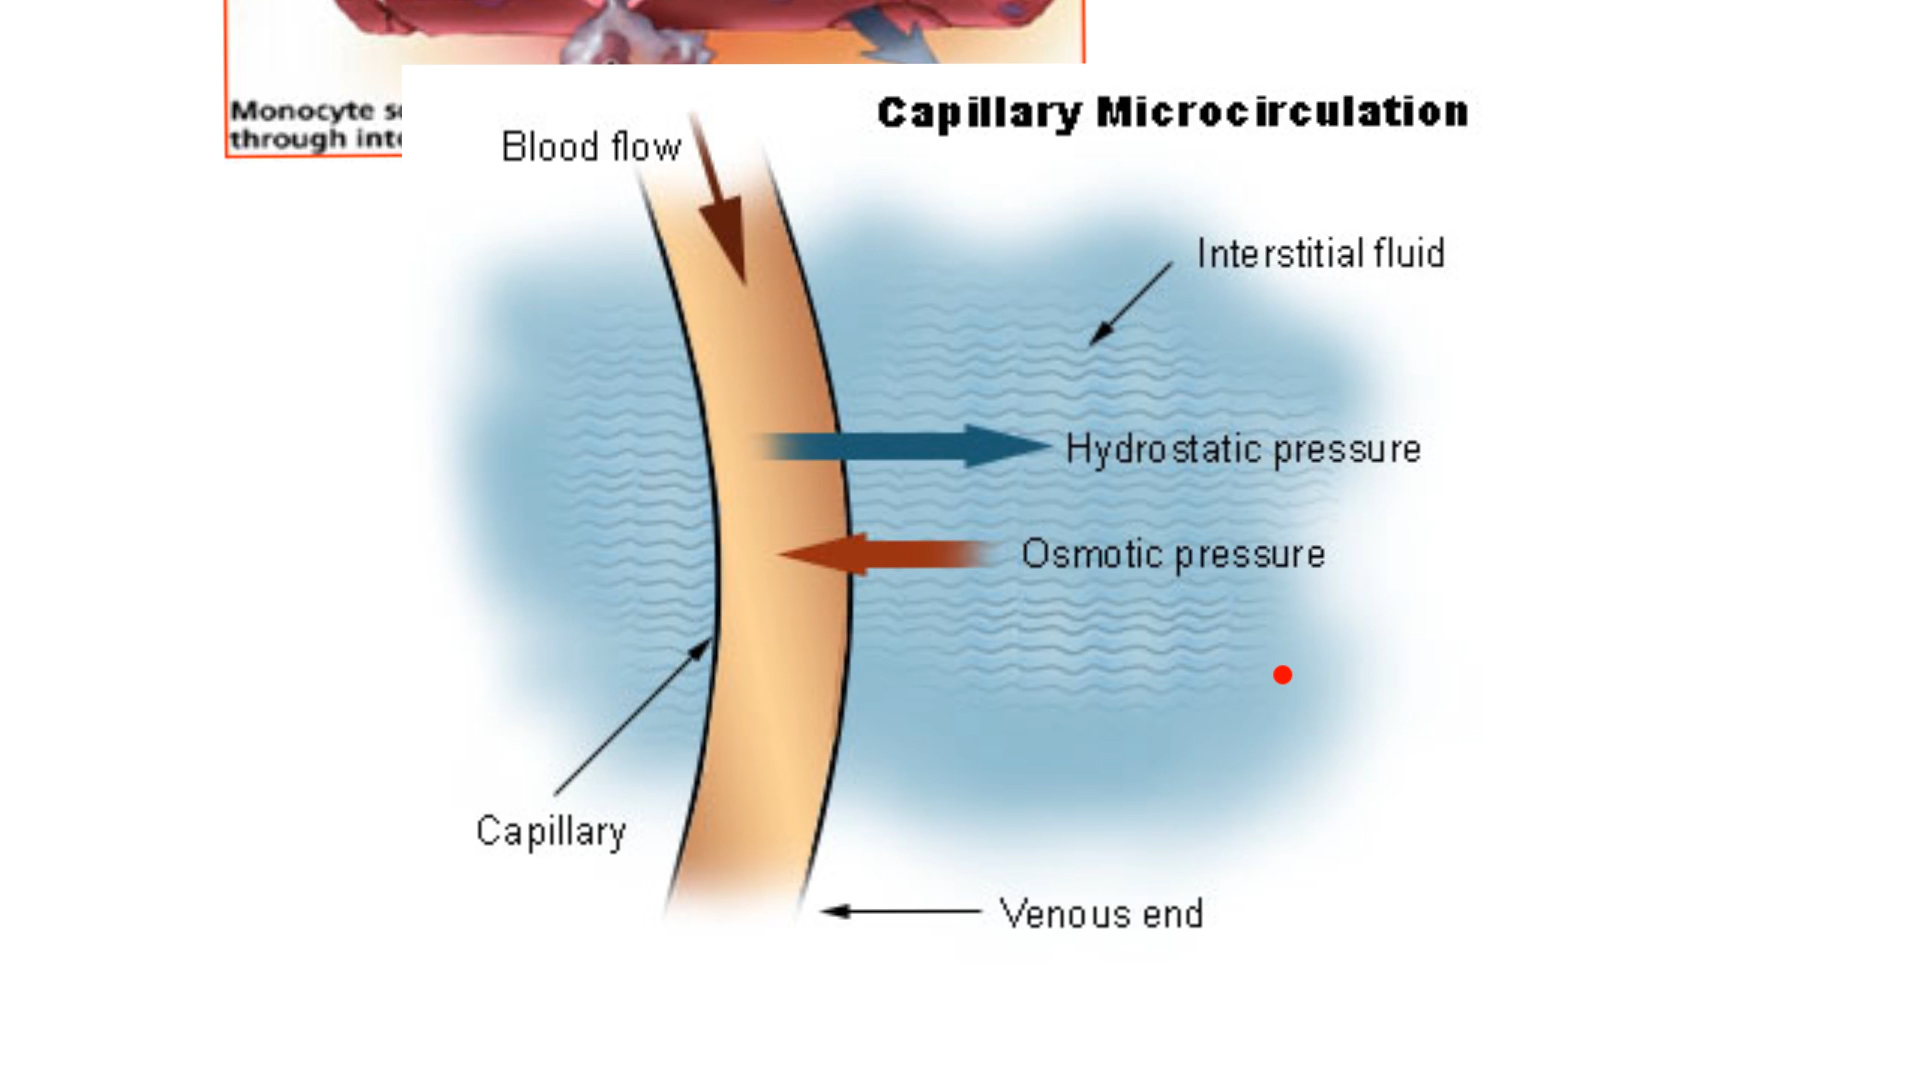 Monocyte
through
Capillary Microcirculation
Blood flow
Interstitial fluid
Hydrostatic pressure
Osmotic pressure
Capillary
Venous end